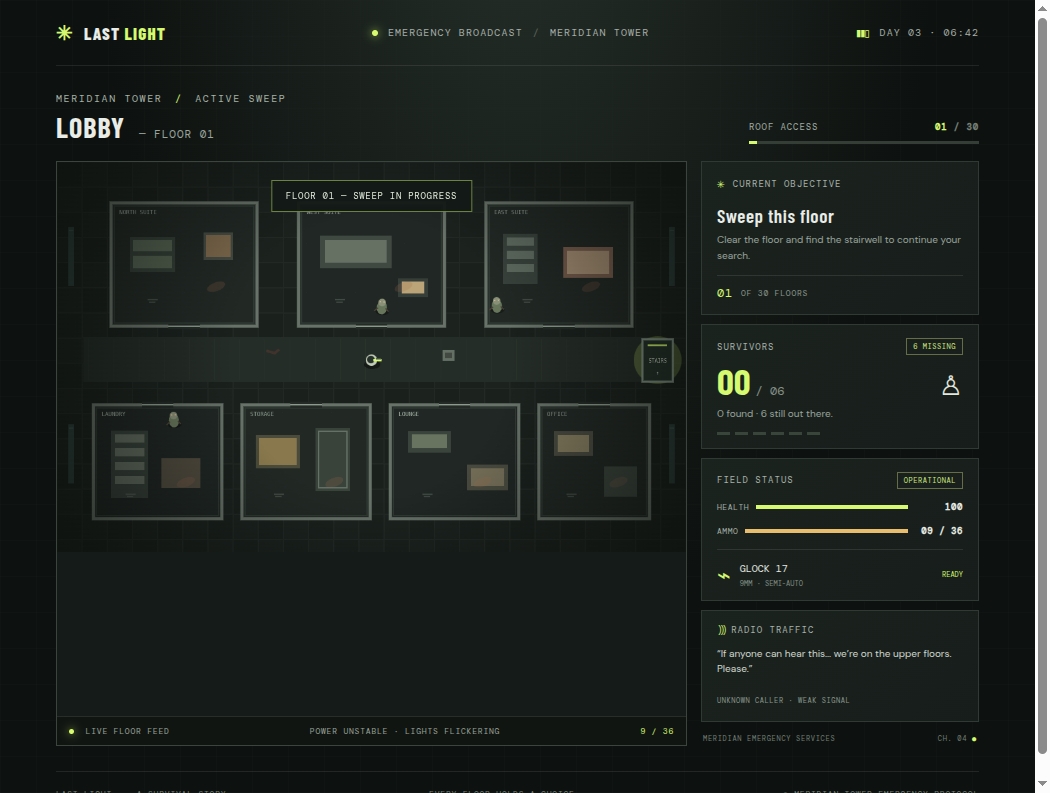 LAST LIGHT
EMERGENCY BROADCAST / MERIDIAN TOWER
DAY 03 · 06:42
MERIDIAN TOWER / ACTIVE SWEEP
LOBBY — FLOOR 01
ROOF ACCESS 01 / 30
FLOOR 01 — SWEEP IN PROGRESS
NORTH SUITE
WEST SUITE
EAST SUITE
STAIRS
LAUNDRY
STORAGE
LOUNGE
OFFICE
LIVE FLOOR FEED
POWER UNSTABLE · LIGHTS FLICKERING
9 / 36
CURRENT OBJECTIVE
Sweep this floor
Clear the floor and find the stairwell to continue your
search.
01 OF 30 FLOORS
SURVIVORS 6 MISSING
00 / 06
0 found · 6 still out there.
FIELD STATUS OPERATIONAL
HEALTH 100
AMMO 09 / 36
GLOCK 17
9MM · SEMI-AUTO
READY
RADIO TRAFFIC
“If anyone can hear this… we’re on the upper floors.
Please.”
UNKNOWN CALLER · WEAK SIGNAL
MERIDIAN EMERGENCY SERVICES CH. 04